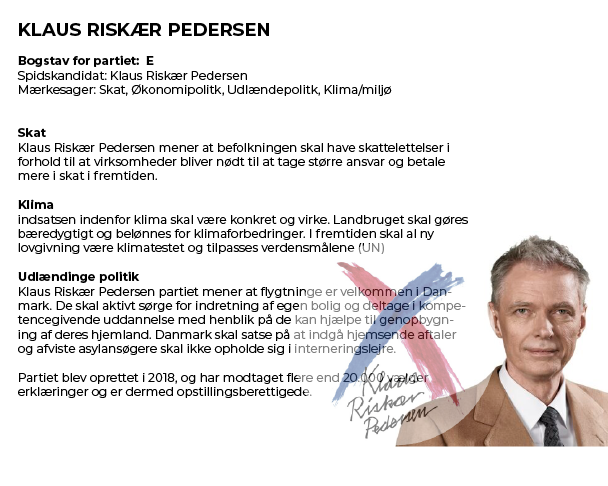 KLAUS RISKÆR PEDERSEN
Bogstav for partiet: E
Spidskandidat: Klaus Riskær Pedersen
Mærkesager: Skat, Økonomipolitk, Udlændepolitk, Klima/miljø
Skat
Klaus Riskær Pedersen mener at befolkningen skal have skattelettelser i
forhold til at virksomheder bliver nødt til at tage større ansvar og betale
mere i skat i fremtiden.
Klima
indsatsen indenfor klima skal være konkret og virke. Landbruget skal gøres
bæredygtigt og belønnes for klimaforbedringer. I fremtiden skal al ny
lovgivning være klimatestet og tilpasses verdensmålene (UN)
Udlændinge politik
Klaus Riskær Pedersen partiet mener at flygtninge er velkommen i Dan-
mark. De skal aktivt sørge for indretning af egen bolig og deltage i kompe-
tencegivende uddannelse med henblik på de kan hjælpe til genopbygn-
ing af deres hjemland. Danmark skal satse på at indgå hjemsende aftaler
og afviste asylansøgere skal ikke opholde sig i interneringslejre.
Partiet blev oprettet i 2018, og har modtaget flere end 20.000 vælder
erklæringer og er dermed opstillingsberettigede.
Klaus
Riskær
Pedersen